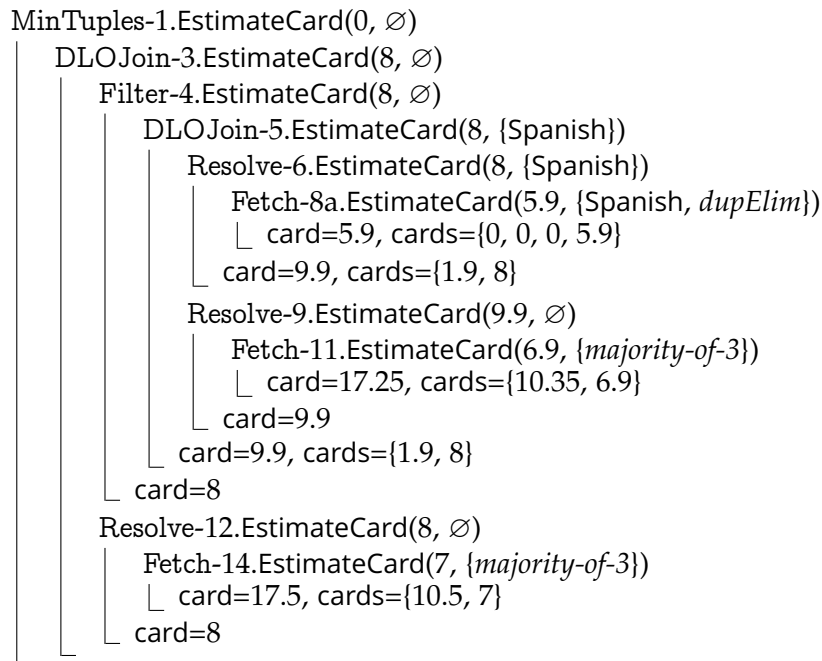 MinTuples-1.EstimateCard(0, ∅)
DLOJoin-3.EstimateCard(8, ∅)
Filter-4.EstimateCard(8, ∅)
DLOJoin-5.EstimateCard(8, {Spanish})
Resolve-6.EstimateCard(8, {Spanish})
Fetch-8a.EstimateCard(5.9, {Spanish, dupElim})
card=5.9, cards={0, 0, 0, 5.9}
card=9.9, cards={1.9, 8}
Resolve-9.EstimateCard(9.9, ∅)
Fetch-11.EstimateCard(6.9, {majority-of-3})
card=17.25, cards={10.35, 6.9}
card=9.9
card=9.9, cards={1.9, 8}
card=8
Resolve-12.EstimateCard(8, ∅)
Fetch-14.EstimateCard(7, {majority-of-3})
card=17.5, cards={10.5, 7}
card=8